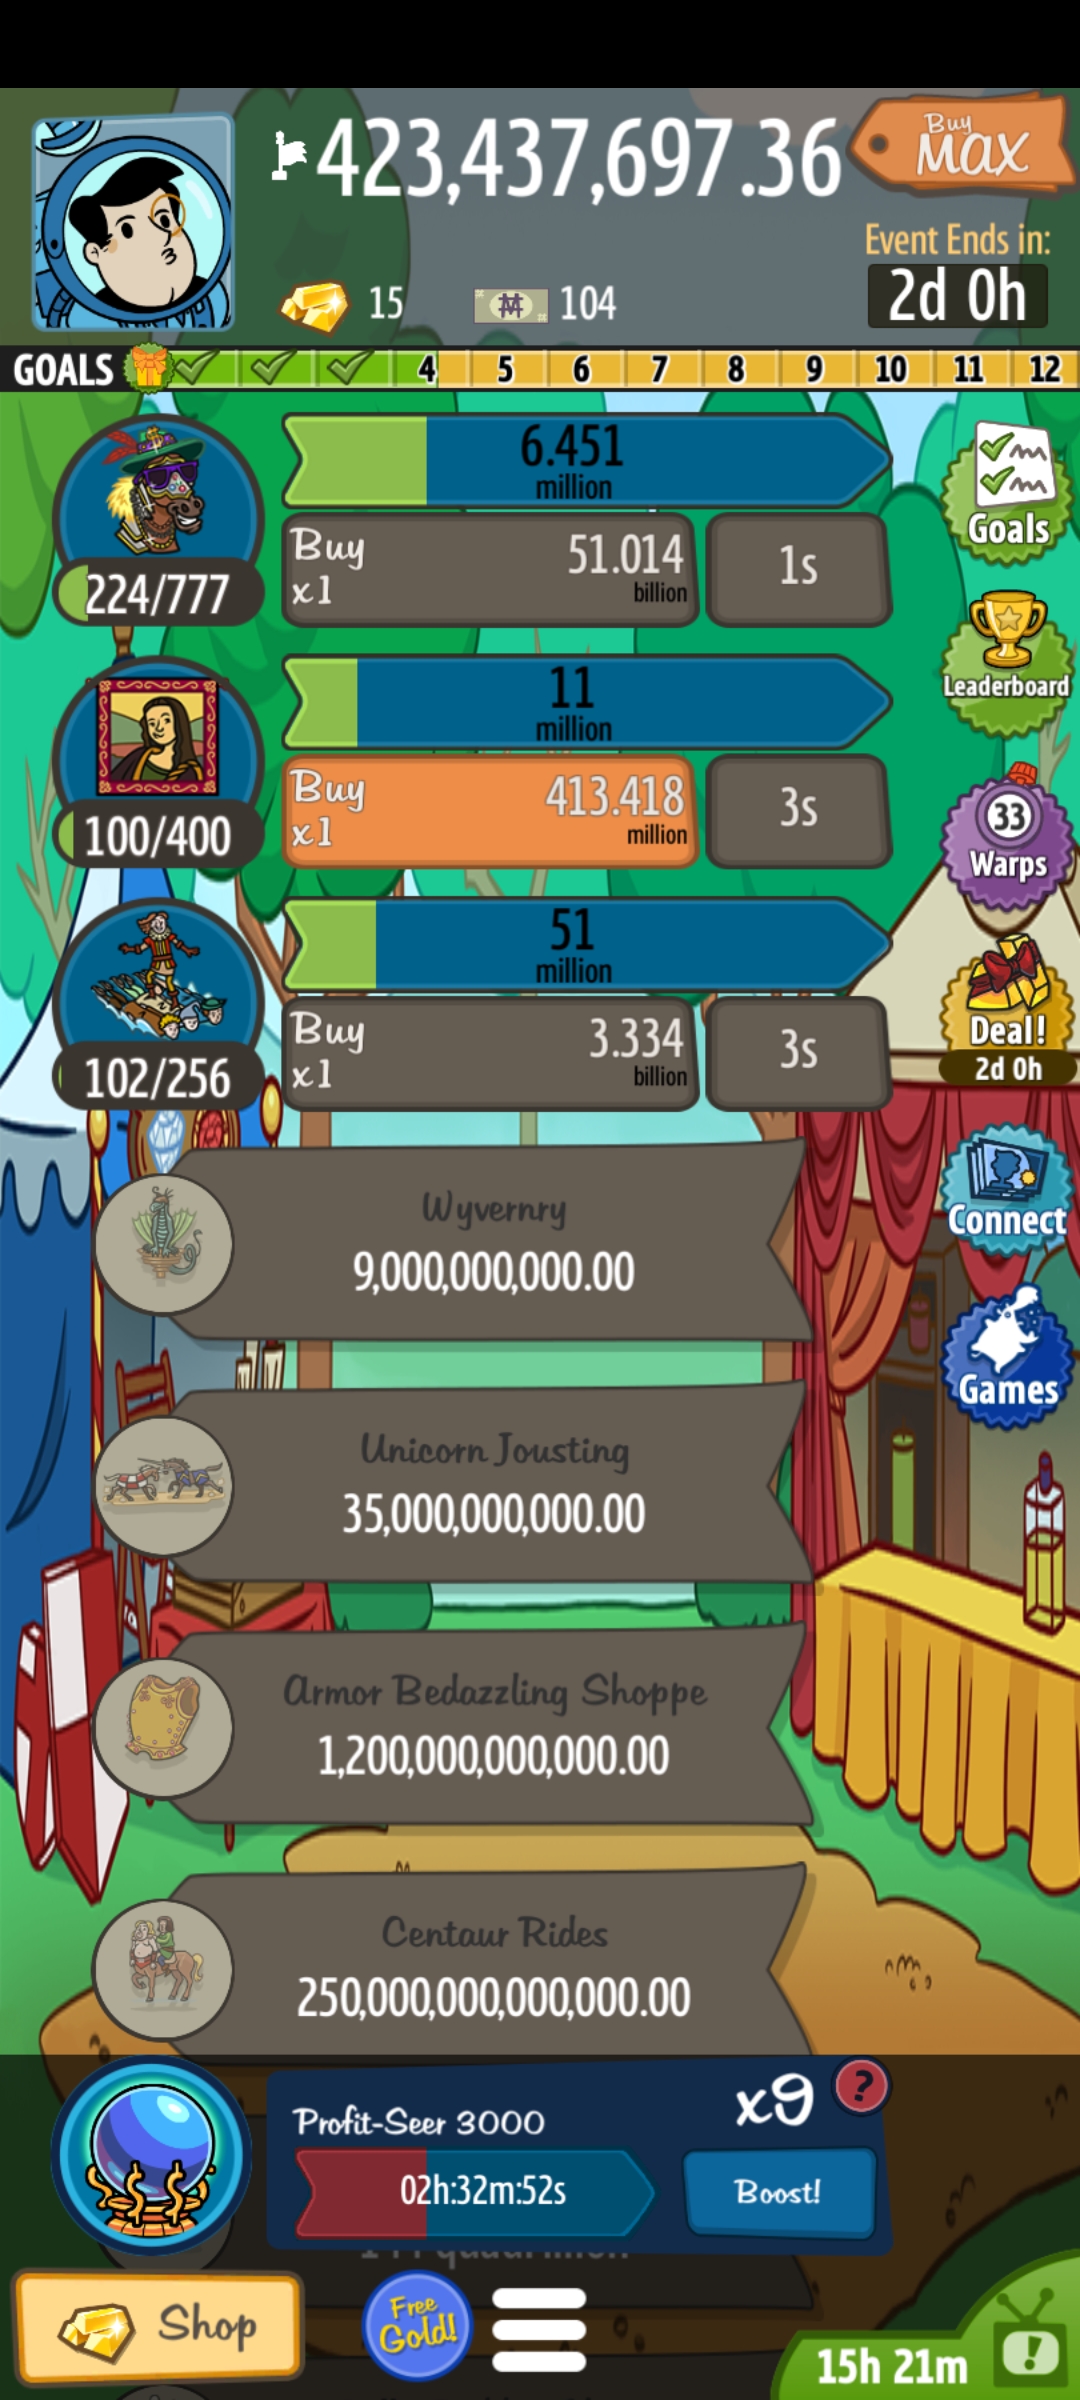 423,437,697.36
Buy
MAX
Event Ends in:
2d 0h
15
104
GOALS 4 5 6 7 8 9 10 11 12
6.451
million
Buy
x1
51.014
billion
1s
224/777
Goals
Leaderboard
11
million
Buy
x1
413.418
million
3s
100/400
33
Warps
51
million
Buy
x1
3.334
billion
3s
102/256
Deal!
2d 0h
Wyvernry
9,000,000,000.00
Connect
Unicorn Jousting
35,000,000,000.00
Games
Armor Bedazzling Shoppe
1,200,000,000,000.00
Centaur Rides
250,000,000,000,000.00
Profit-Seer 3000
x9
?
02h:32m:52s
Boost!
Shop
Free
Gold!
15h 21m
!